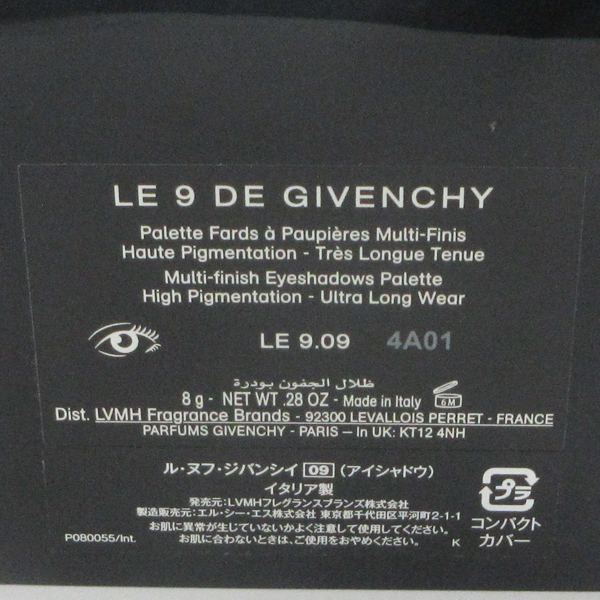 LE 9 DE GIVENCHY
Palette Fards à Paupières Multi-Finis
Haute Pigmentation - Très Longue Tenue
Multi-finish Eyeshadows Palette
High Pigmentation - Ultra Long Wear
LE 9.09 4A01
ظلال الجفون بودرة
8 g - NET WT .28 OZ - Made in Italy 6M
Dist. LVMH Fragrance Brands - 92300 LEVALLOIS PERRET - FRANCE
PARFUMS GIVENCHY - PARIS – In UK: KT12 4NH
ル・ヌフ・ジバンシイ 09 (アイシャドウ)
イタリア製
発売元:LVMHフレグランスブランズ株式会社
製造販売元:エル・シー・エス株式会社 東京都千代田区平河町2-1-1
お肌に異常が生じていないかよく注意して使用してください。
お肌に合わないときは、ご使用をおやめください。
P080055/Int.
K
プラ
コンパクト
カバー